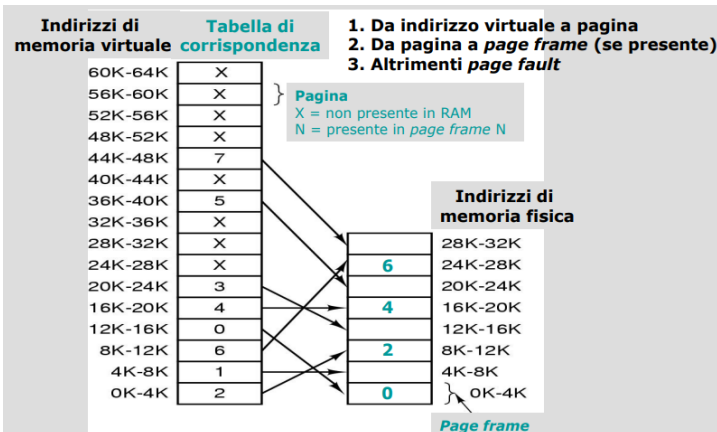 Indirizzi di
memoria virtuale
Tabella di
corrispondenza
1. Da indirizzo virtuale a pagina
2. Da pagina a page frame (se presente)
3. Altrimenti page fault
60K-64K X
56K-60K X
52K-56K X
48K-52K X
44K-48K 7
40K-44K X
36K-40K 5
32K-36K X
28K-32K X
24K-28K X
20K-24K 3
16K-20K 4
12K-16K 0
8K-12K 6
4K-8K 1
0K-4K 2
Pagina
X = non presente in RAM
N = presente in page frame N
Indirizzi di
memoria fisica
28K-32K
6 24K-28K
20K-24K
4 16K-20K
12K-16K
2 8K-12K
4K-8K
0 0K-4K
Page frame